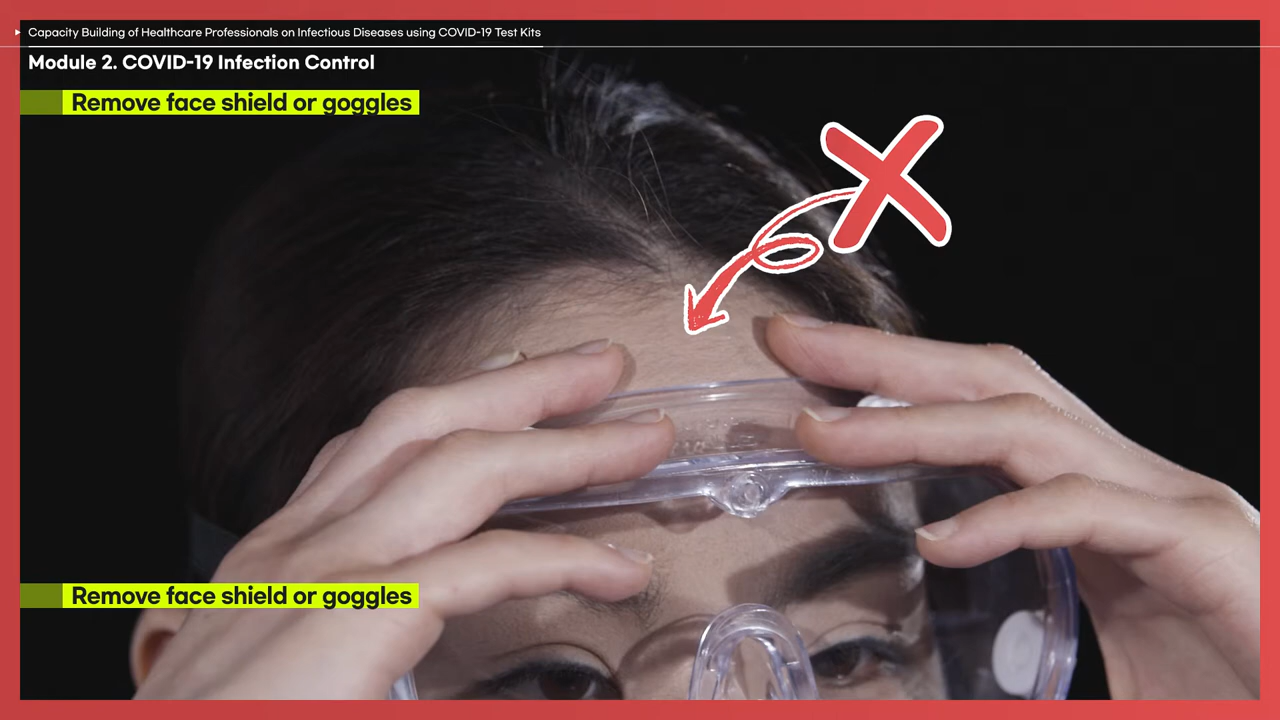 Capacity Building of Healthcare Professionals on Infectious Diseases using COVID-19 Test Kits
Module 2. COVID-19 Infection Control
Remove face shield or goggles
Remove face shield or goggles